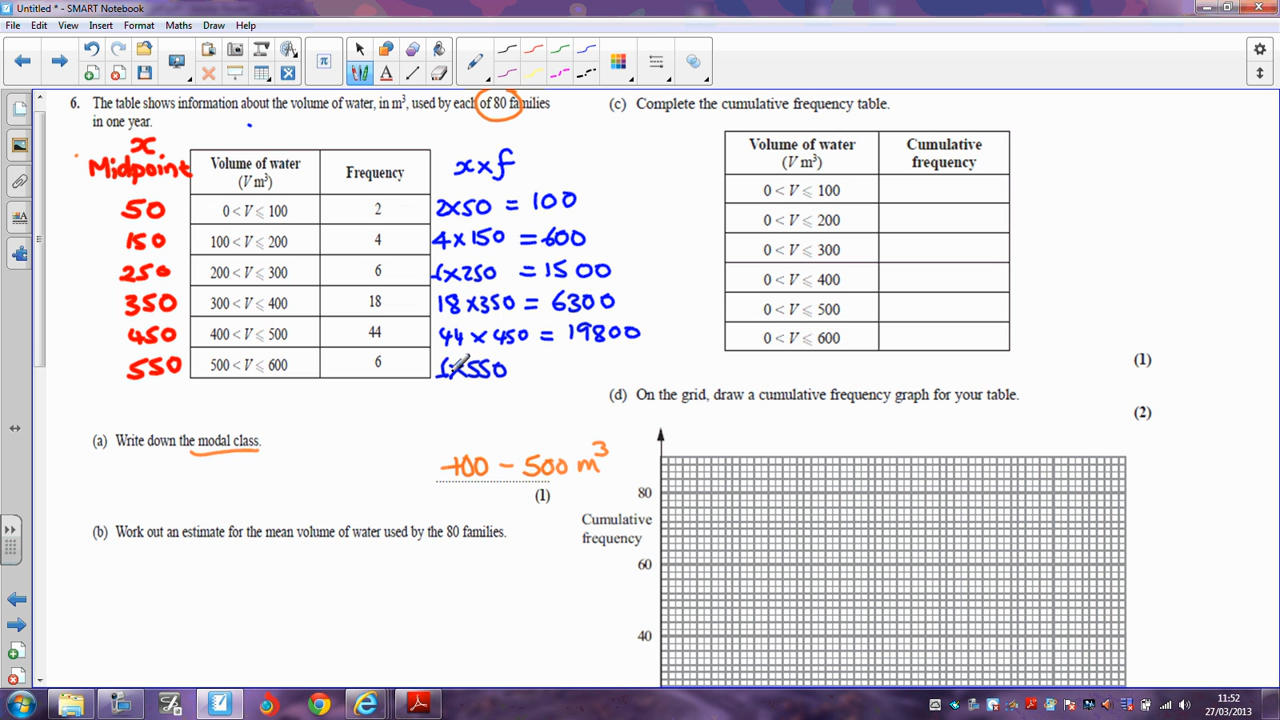 Untitled * - SMART Notebook
File Edit View Insert Format Tools Maths Draw Help
6. The table shows information about the volume of water, in m³, used by each of 80 families
in one year.
x
Midpoint
Volume of water
(V m³)
Frequency
x×f
50 0 < V ⩽ 100 2 2×50 = 100
150 100 < V ⩽ 200 4 4×150 = 600
250 200 < V ⩽ 300 6 6×250 = 1500
350 300 < V ⩽ 400 18 18×350 = 6300
450 400 < V ⩽ 500 44 44×450 = 19800
550 500 < V ⩽ 600 6 6×550
(a) Write down the modal class.
400 – 500 m³
(1)
(b) Work out an estimate for the mean volume of water used by the 80 families.
(c) Complete the cumulative frequency table.
Volume of water
(V m³)
Cumulative
frequency
0 < V ⩽ 100
0 < V ⩽ 200
0 < V ⩽ 300
0 < V ⩽ 400
0 < V ⩽ 500
0 < V ⩽ 600
(1)
(d) On the grid, draw a cumulative frequency graph for your table.
(2)
80
Cumulative
frequency
60
40
11:52
27/03/2013